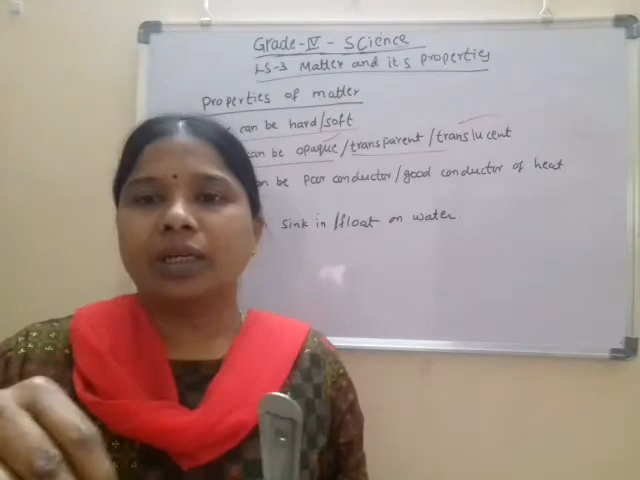 Grade-IV - Science
LS-3 Matter and its properties
Properties of matter
can be hard/soft
can be opaque/transparent/translucent
be poor conductor/good conductor of heat
sink in/float on water.